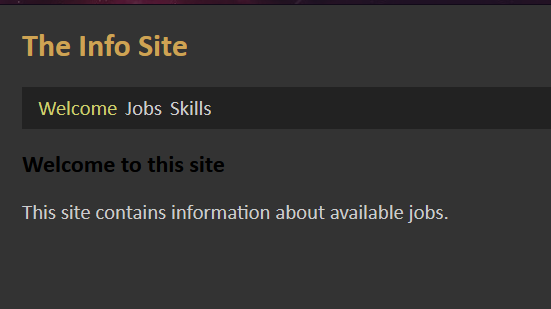 The Info Site
Welcome Jobs Skills
Welcome to this site
This site contains information about available jobs.